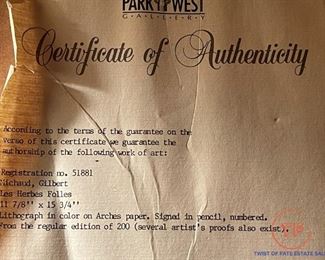 PARK WEST
GALLERY
Certificate of Authenticity
According to the terms of the guarantee on the
verso of this certificate we guarantee the
authorship of the following work of art:
Registration no. 51881
Michaud, Gilbert
Les Herbes Folles
11 7/8" x 15 3/4"
Lithograph in color on Arches paper. Signed in pencil, numbered.
From the regular edition of 200 (several artist's proofs also exist).
TWIST OF FATE ESTATE SALES